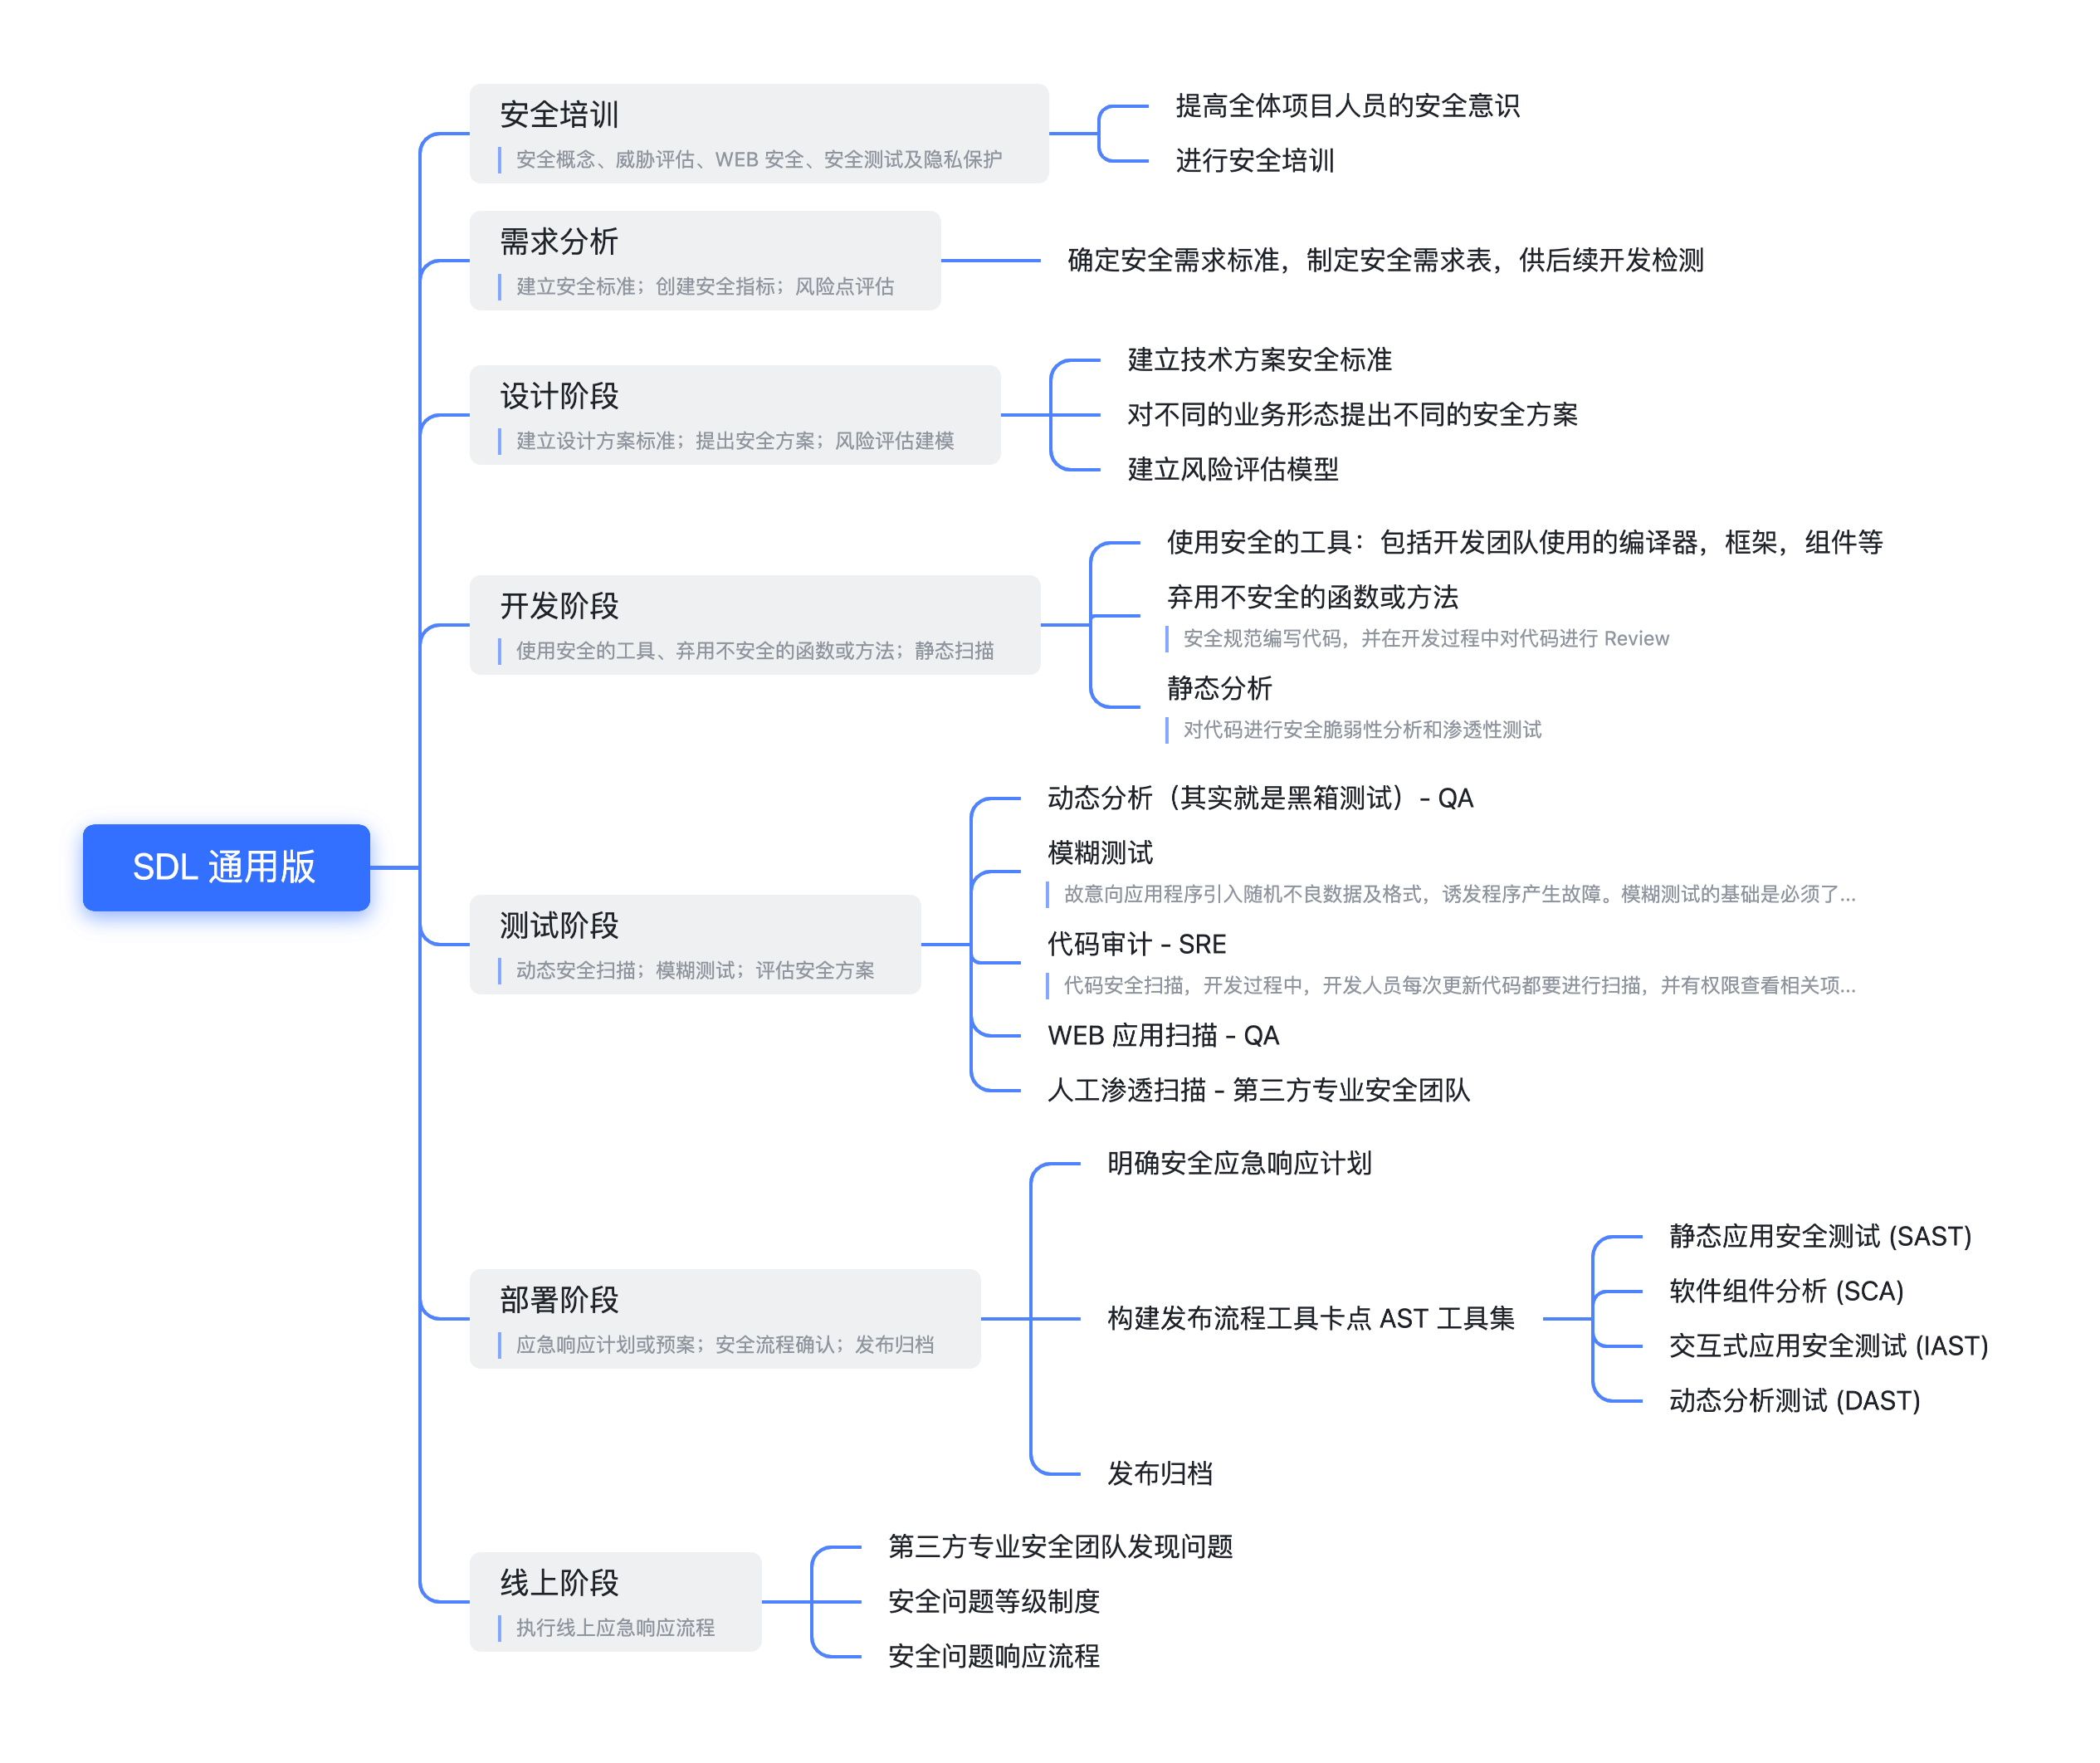 SDL 通用版
安全培训
安全概念、威胁评估、WEB 安全、安全测试及隐私保护
提高全体项目人员的安全意识
进行安全培训
需求分析
建立安全标准；创建安全指标；风险点评估
确定安全需求标准，制定安全需求表，供后续开发检测
设计阶段
建立设计方案标准；提出安全方案；风险评估建模
建立技术方案安全标准
对不同的业务形态提出不同的安全方案
建立风险评估模型
开发阶段
使用安全的工具、弃用不安全的函数或方法；静态扫描
使用安全的工具：包括开发团队使用的编译器，框架，组件等
弃用不安全的函数或方法
安全规范编写代码，并在开发过程中对代码进行 Review
静态分析
对代码进行安全脆弱性分析和渗透性测试
测试阶段
动态安全扫描；模糊测试；评估安全方案
动态分析（其实就是黑箱测试）- QA
模糊测试
故意向应用程序引入随机不良数据及格式，诱发程序产生故障。模糊测试的基础是必须了...
代码审计 - SRE
代码安全扫描，开发过程中，开发人员每次更新代码都要进行扫描，并有权限查看相关项...
WEB 应用扫描 - QA
人工渗透扫描 - 第三方专业安全团队
部署阶段
应急响应计划或预案；安全流程确认；发布归档
明确安全应急响应计划
构建发布流程工具卡点 AST 工具集
静态应用安全测试 (SAST)
软件组件分析 (SCA)
交互式应用安全测试 (IAST)
动态分析测试 (DAST)
发布归档
线上阶段
执行线上应急响应流程
第三方专业安全团队发现问题
安全问题等级制度
安全问题响应流程